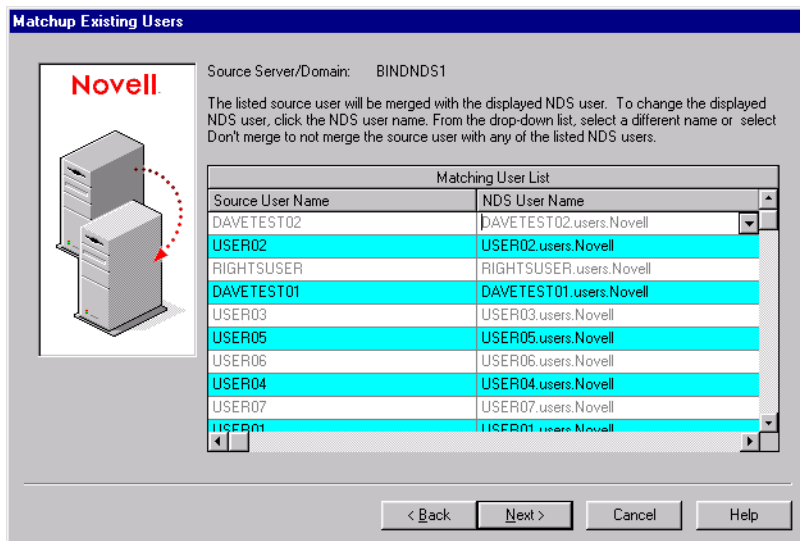 Matchup Existing Users
Novell
Source Server/Domain: BINDNDS1
The listed source user will be merged with the displayed NDS user. To change the displayed
NDS user, click the NDS user name. From the drop-down list, select a different name or select
Don't merge to not merge the source user with any of the listed NDS users.
Matching User List
Source User Name NDS User Name
DAVETEST02 DAVETEST02.users.Novell
USER02 USER02.users.Novell
RIGHTSUSER RIGHTSUSER.users.Novell
DAVETEST01 DAVETEST01.users.Novell
USER03 USER03.users.Novell
USER05 USER05.users.Novell
USER06 USER06.users.Novell
USER04 USER04.users.Novell
USER07 USER07.users.Novell
USER01 USER01.users.Novell
< Back Next > Cancel Help